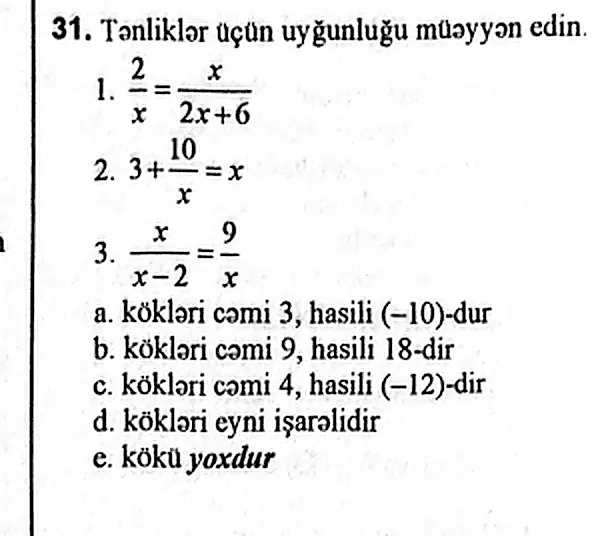 31. Tənliklər üçün uyğunluğu müəyyən edin.
1. 2/x = x/(2x+6)
2. 3+10/x = x
3. x/(x−2) = 9/x
a. kökləri cəmi 3, hasili (−10)-dur
b. kökləri cəmi 9, hasili 18-dir
c. kökləri cəmi 4, hasili (−12)-dir
d. kökləri eyni işarəlidir
e. kökü yoxdur